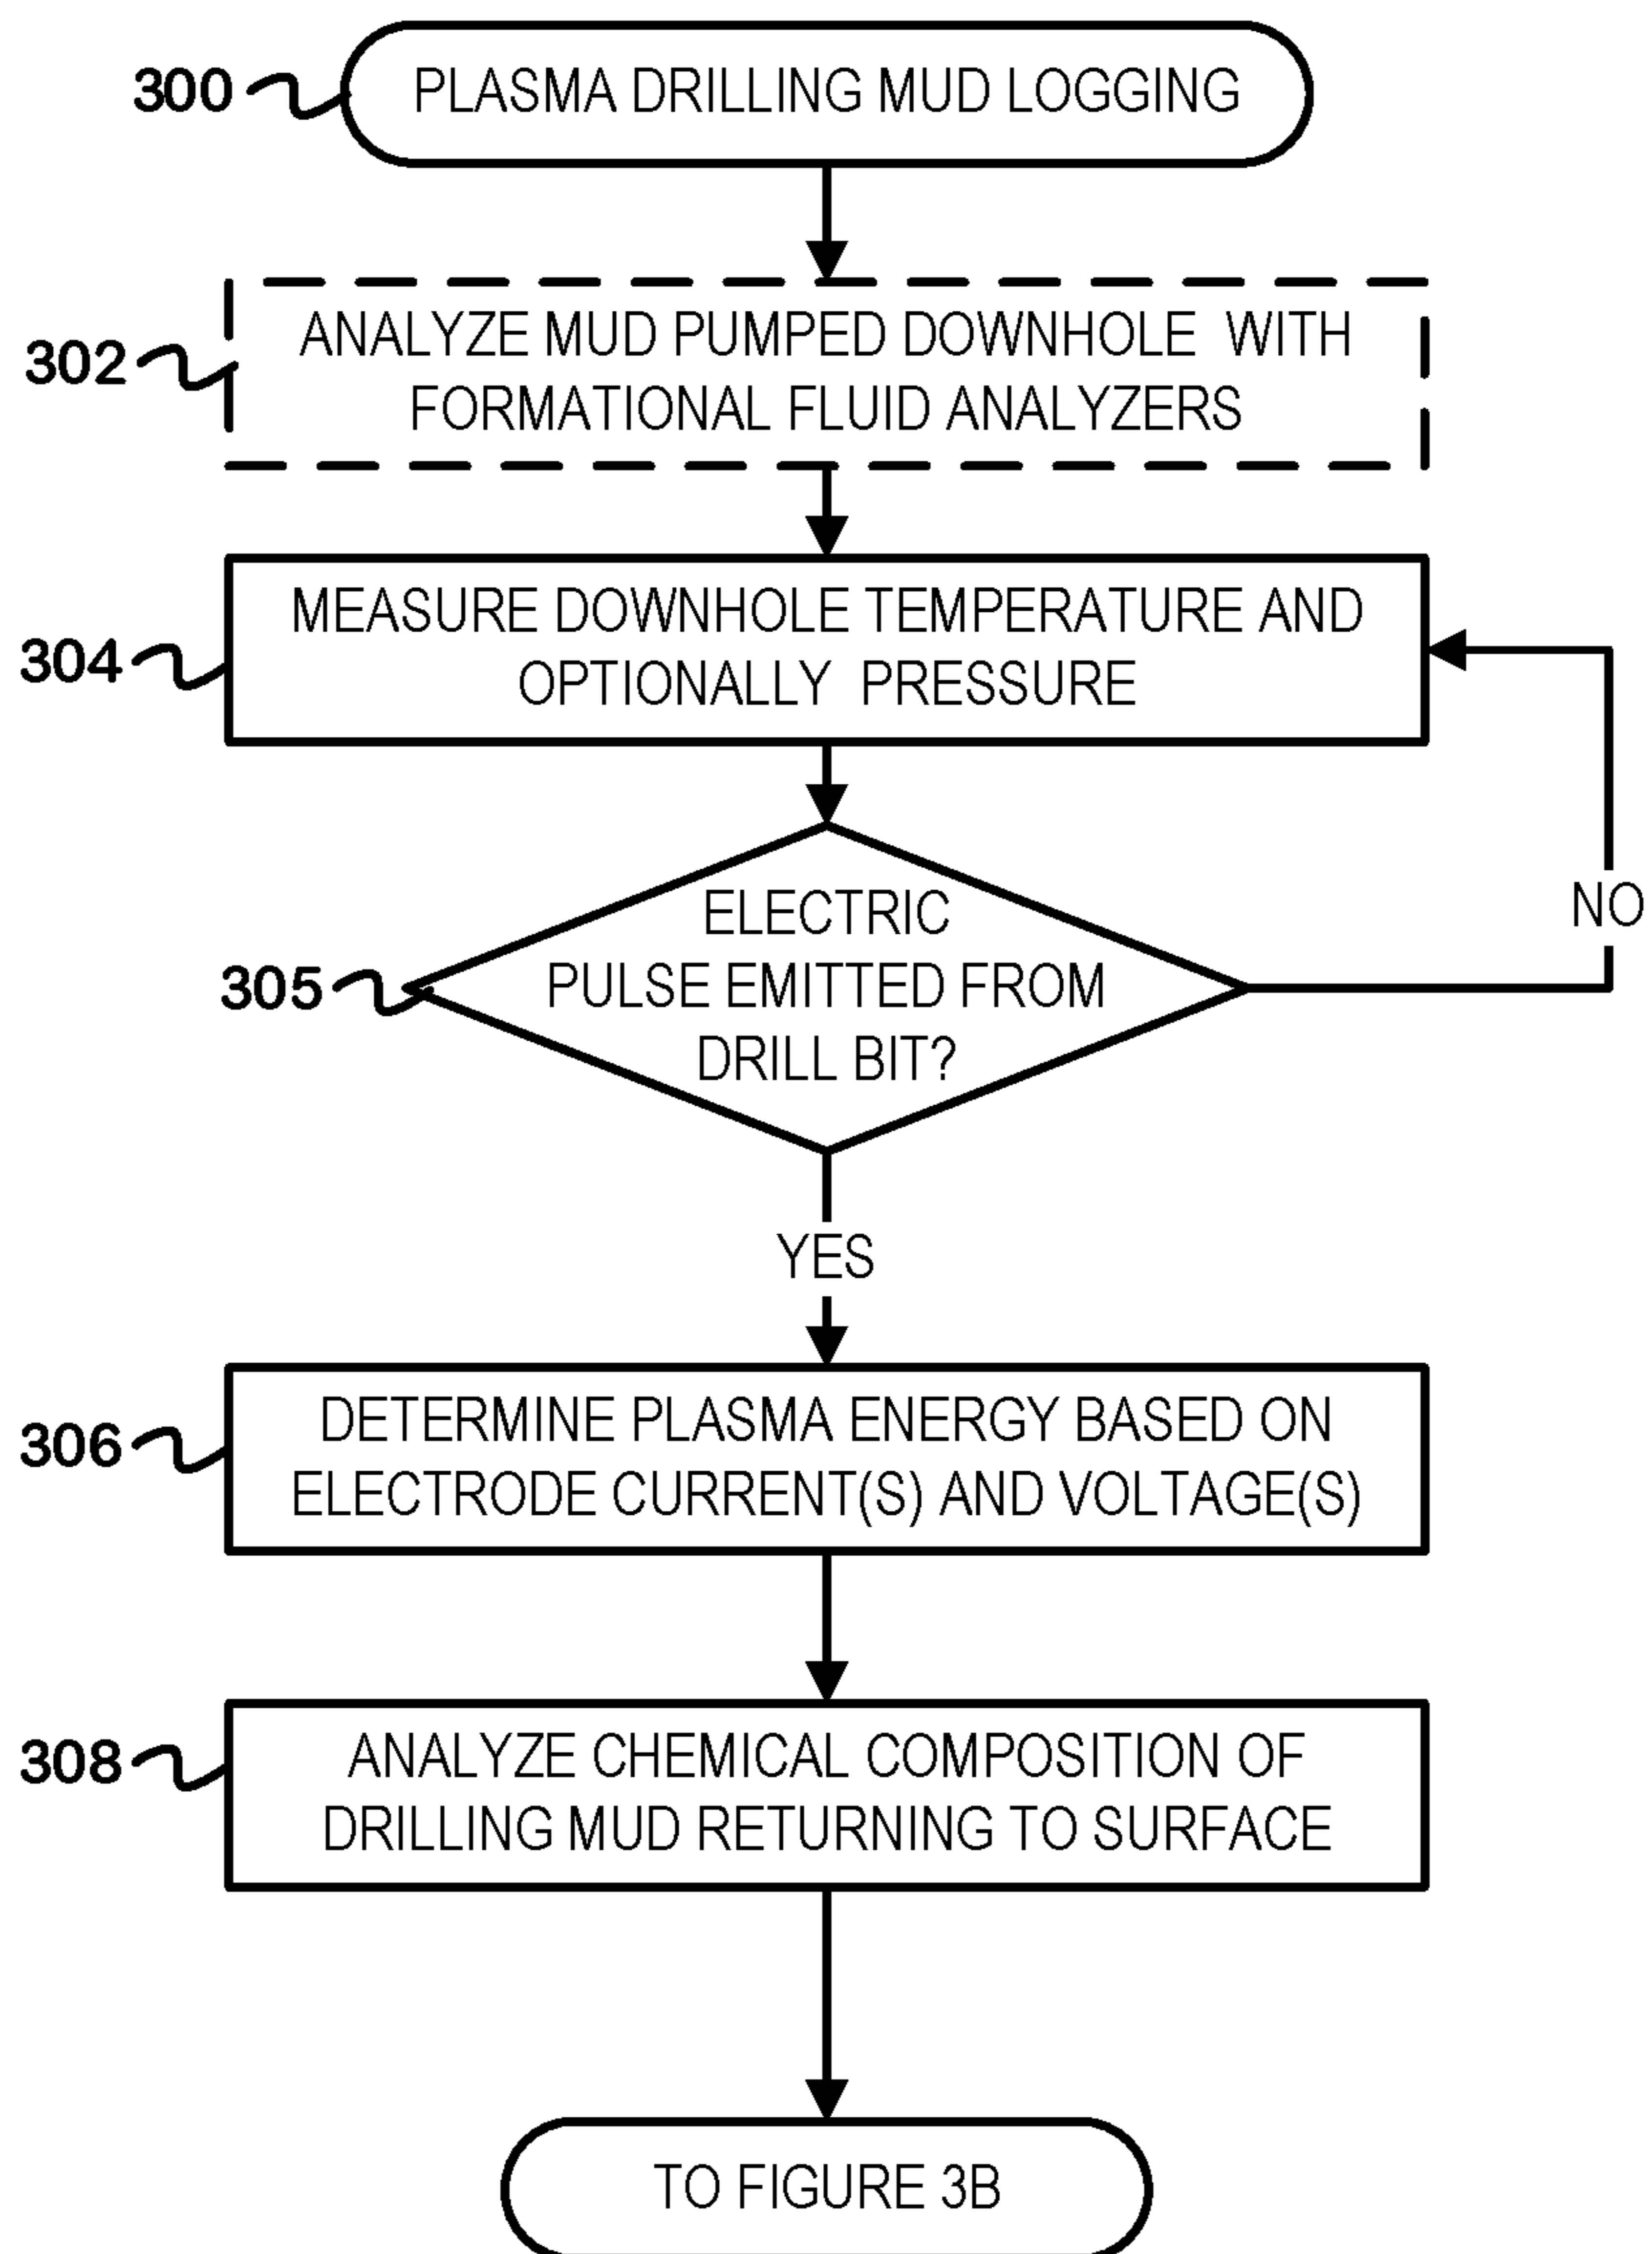 300
PLASMA DRILLING MUD LOGGING
302
ANALYZE MUD PUMPED DOWNHOLE WITH
FORMATIONAL FLUID ANALYZERS
304
MEASURE DOWNHOLE TEMPERATURE AND
OPTIONALLY PRESSURE
305
ELECTRIC
PULSE EMITTED FROM
DRILL BIT?
NO
YES
306
DETERMINE PLASMA ENERGY BASED ON
ELECTRODE CURRENT(S) AND VOLTAGE(S)
308
ANALYZE CHEMICAL COMPOSITION OF
DRILLING MUD RETURNING TO SURFACE
TO FIGURE 3B